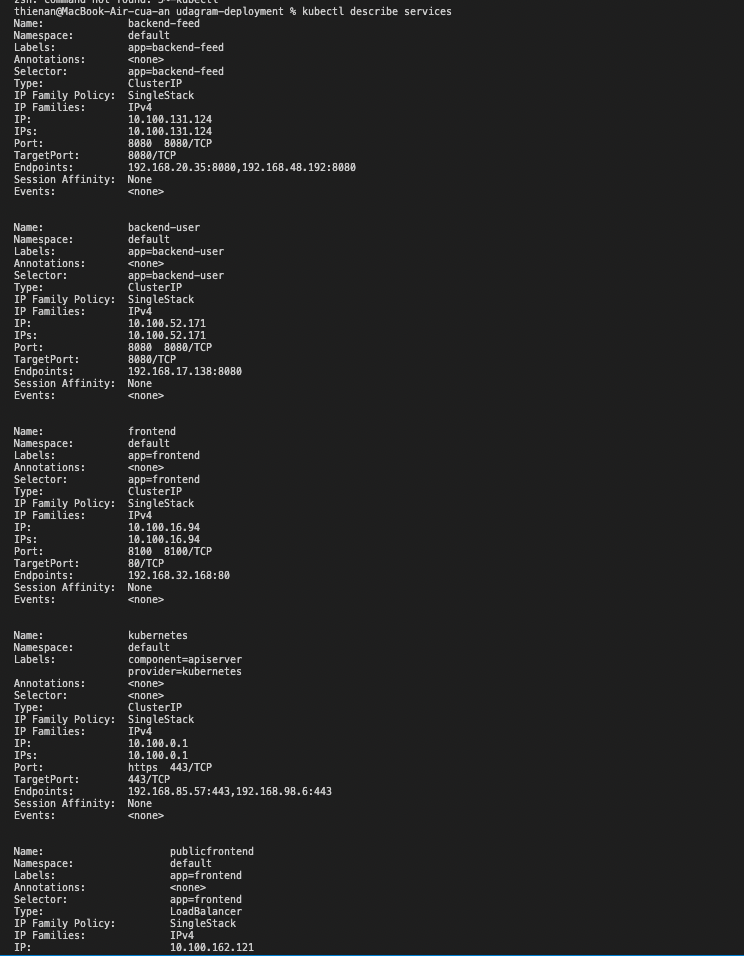 zsh: command not found: 3--kubectl
thienan@MacBook-Air-cua-an udagram-deployment % kubectl describe services
Name: backend-feed
Namespace: default
Labels: app=backend-feed
Annotations: <none>
Selector: app=backend-feed
Type: ClusterIP
IP Family Policy: SingleStack
IP Families: IPv4
IP: 10.100.131.124
IPs: 10.100.131.124
Port: 8080 8080/TCP
TargetPort: 8080/TCP
Endpoints: 192.168.20.35:8080,192.168.48.192:8080
Session Affinity: None
Events: <none>
Name: backend-user
Namespace: default
Labels: app=backend-user
Annotations: <none>
Selector: app=backend-user
Type: ClusterIP
IP Family Policy: SingleStack
IP Families: IPv4
IP: 10.100.52.171
IPs: 10.100.52.171
Port: 8080 8080/TCP
TargetPort: 8080/TCP
Endpoints: 192.168.17.138:8080
Session Affinity: None
Events: <none>
Name: frontend
Namespace: default
Labels: app=frontend
Annotations: <none>
Selector: app=frontend
Type: ClusterIP
IP Family Policy: SingleStack
IP Families: IPv4
IP: 10.100.16.94
IPs: 10.100.16.94
Port: 8100 8100/TCP
TargetPort: 80/TCP
Endpoints: 192.168.32.168:80
Session Affinity: None
Events: <none>
Name: kubernetes
Namespace: default
Labels: component=apiserver
provider=kubernetes
Annotations: <none>
Selector: <none>
Type: ClusterIP
IP Family Policy: SingleStack
IP Families: IPv4
IP: 10.100.0.1
IPs: 10.100.0.1
Port: https 443/TCP
TargetPort: 443/TCP
Endpoints: 192.168.85.57:443,192.168.98.6:443
Session Affinity: None
Events: <none>
Name: publicfrontend
Namespace: default
Labels: app=frontend
Annotations: <none>
Selector: app=frontend
Type: LoadBalancer
IP Family Policy: SingleStack
IP Families: IPv4
IP: 10.100.162.121